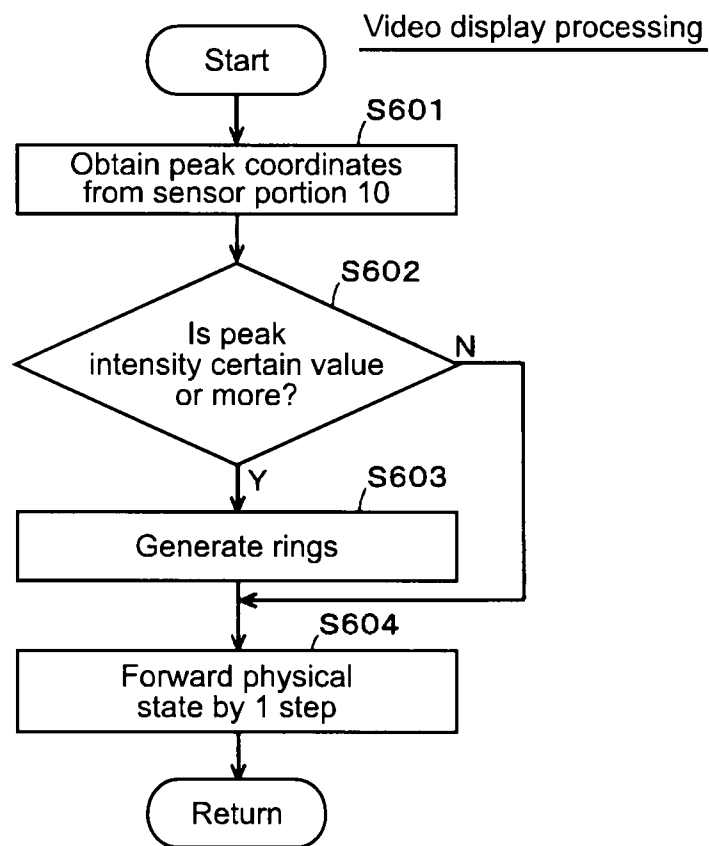 Video display processing
Start
S601
Obtain peak coordinates
from sensor portion 10
S602
Is peak
intensity certain value
or more?
N
Y
S603
Generate rings
S604
Forward physical
state by 1 step
Return